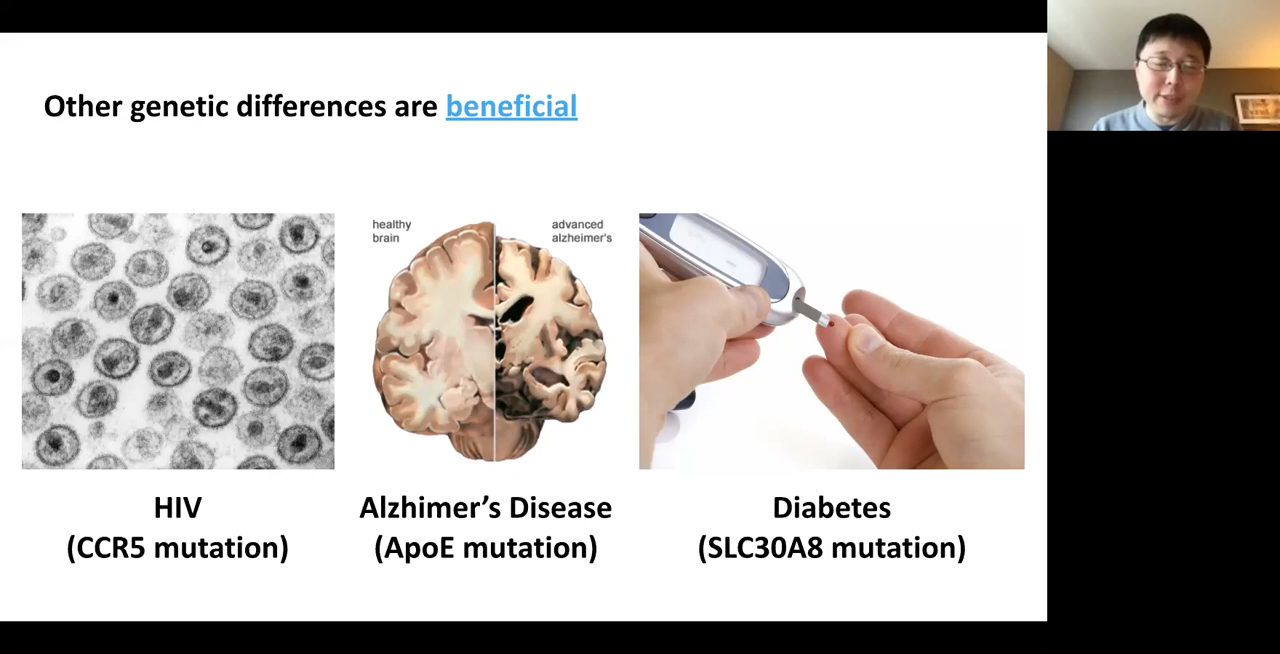 Other genetic differences are beneficial
healthy
brain
advanced
alzheimer's
HIV
(CCR5 mutation)
Alzhimer’s Disease
(ApoE mutation)
Diabetes
(SLC30A8 mutation)